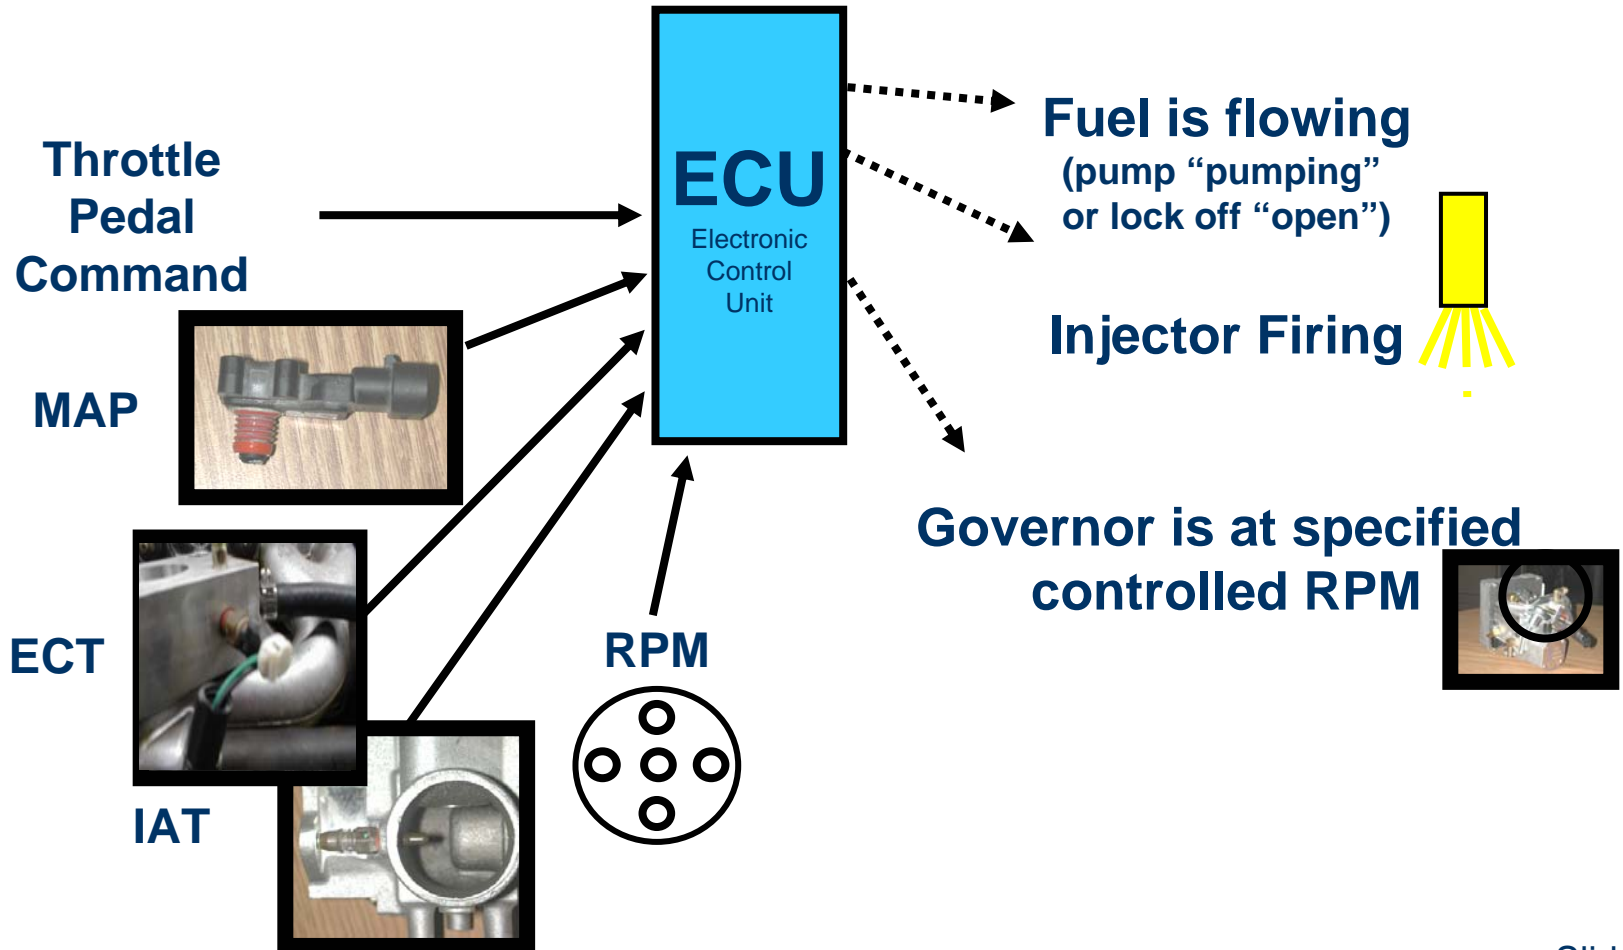 Throttle
Pedal
Command
MAP
ECT
IAT
RPM
ECU
Electronic
Control
Unit
Fuel is flowing
(pump “pumping”
or lock off “open”)
Injector Firing
Governor is at specified
controlled RPM